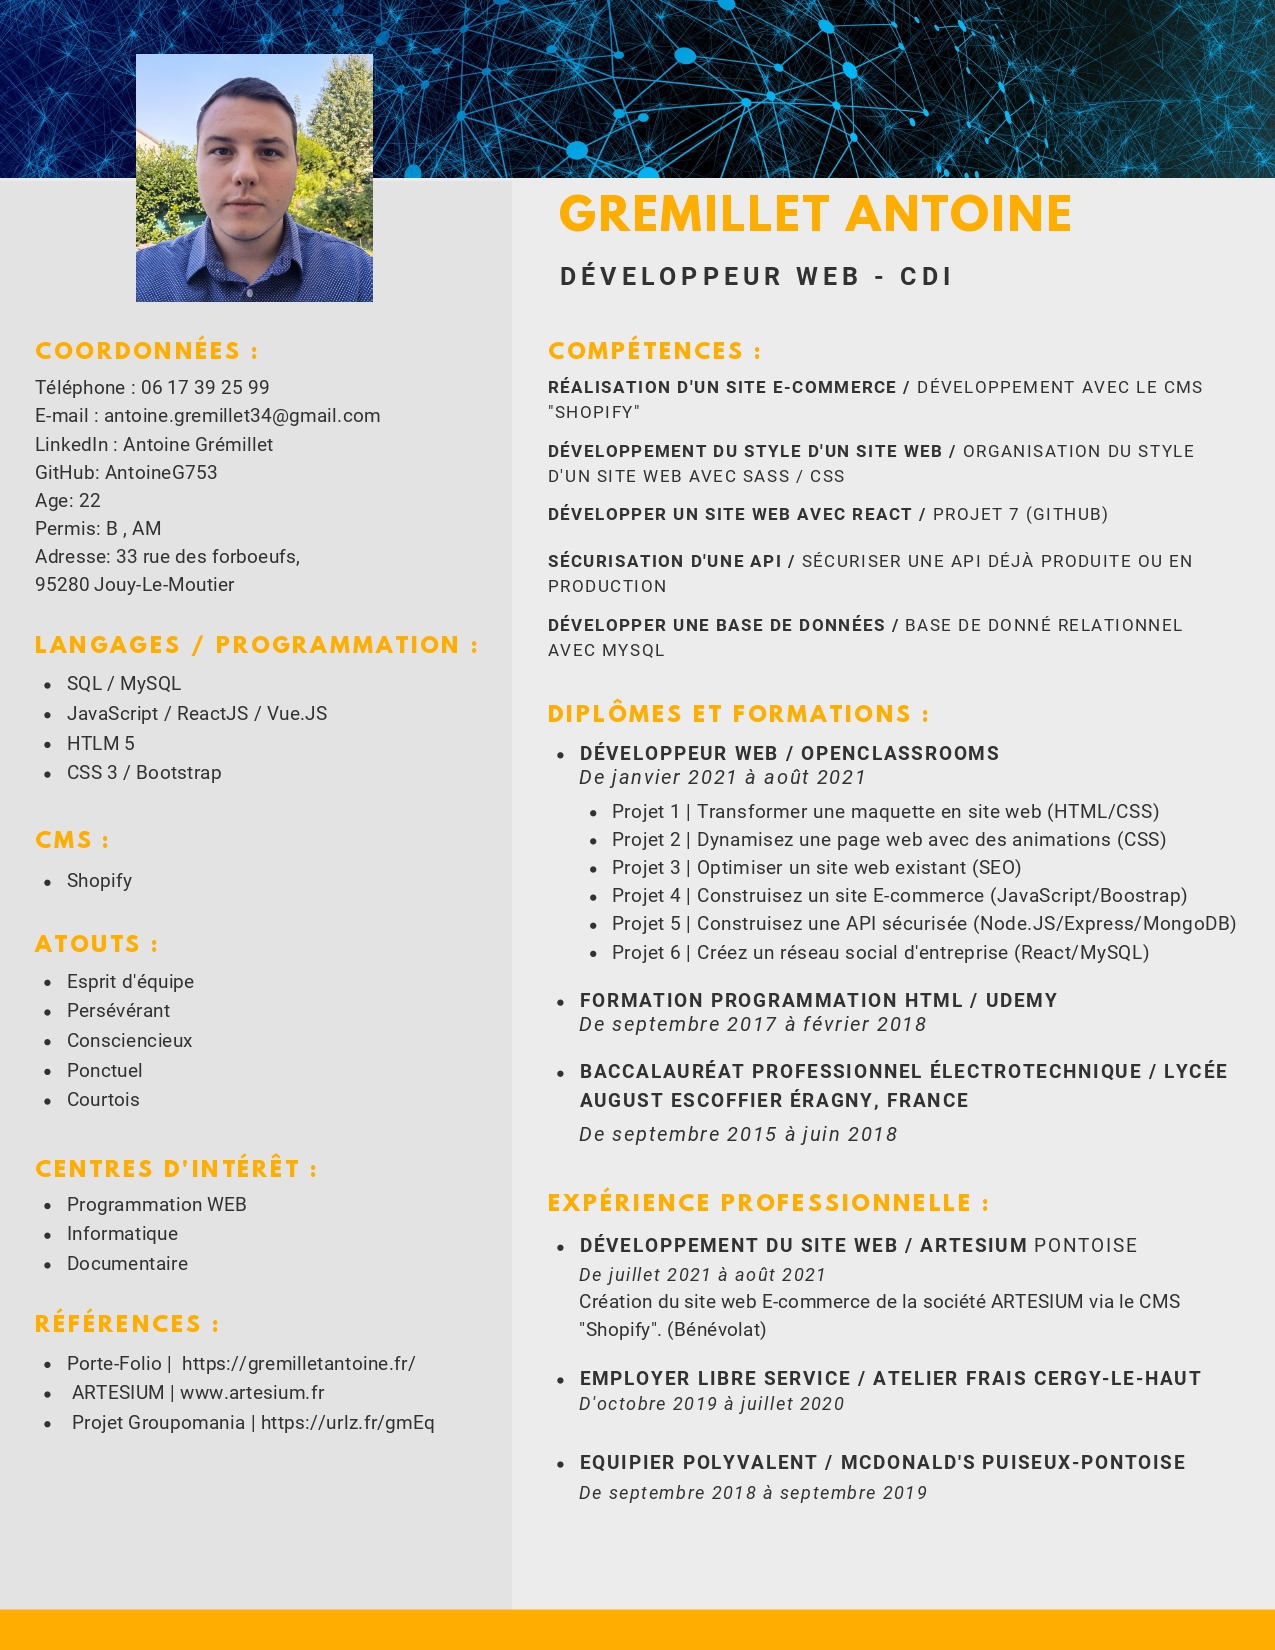 GREMILLET ANTOINE
DÉVELOPPEUR WEB - CDI
COORDONNÉES :
Téléphone : 06 17 39 25 99
E-mail : antoine.gremillet34@gmail.com
LinkedIn : Antoine Grémillet
GitHub: AntoineG753
Age: 22
Permis: B , AM
Adresse: 33 rue des forboeufs,
95280 Jouy-Le-Moutier
LANGAGES / PROGRAMMATION :
• SQL / MySQL
• JavaScript / ReactJS / Vue.JS
• HTLM 5
• CSS 3 / Bootstrap
CMS :
• Shopify
ATOUTS :
• Esprit d'équipe
• Persévérant
• Consciencieux
• Ponctuel
• Courtois
CENTRES D'INTÉRÊT :
• Programmation WEB
• Informatique
• Documentaire
RÉFÉRENCES :
• Porte-Folio | https://gremilletantoine.fr/
• ARTESIUM | www.artesium.fr
• Projet Groupomania | https://urlz.fr/gmEq
COMPÉTENCES :
RÉALISATION D'UN SITE E-COMMERCE / DÉVELOPPEMENT AVEC LE CMS
"SHOPIFY"
DÉVELOPPEMENT DU STYLE D'UN SITE WEB / ORGANISATION DU STYLE
D'UN SITE WEB AVEC SASS / CSS
DÉVELOPPER UN SITE WEB AVEC REACT / PROJET 7 (GITHUB)
SÉCURISATION D'UNE API / SÉCURISER UNE API DÉJÀ PRODUITE OU EN
PRODUCTION
DÉVELOPPER UNE BASE DE DONNÉES / BASE DE DONNÉ RELATIONNEL
AVEC MYSQL
DIPLÔMES ET FORMATIONS :
• DÉVELOPPEUR WEB / OPENCLASSROOMS
De janvier 2021 à août 2021
• Projet 1 | Transformer une maquette en site web (HTML/CSS)
• Projet 2 | Dynamisez une page web avec des animations (CSS)
• Projet 3 | Optimiser un site web existant (SEO)
• Projet 4 | Construisez un site E-commerce (JavaScript/Boostrap)
• Projet 5 | Construisez une API sécurisée (Node.JS/Express/MongoDB)
• Projet 6 | Créez un réseau social d'entreprise (React/MySQL)
• FORMATION PROGRAMMATION HTML / UDEMY
De septembre 2017 à février 2018
• BACCALAURÉAT PROFESSIONNEL ÉLECTROTECHNIQUE / LYCÉE
AUGUST ESCOFFIER ÉRAGNY, FRANCE
De septembre 2015 à juin 2018
EXPÉRIENCE PROFESSIONNELLE :
• DÉVELOPPEMENT DU SITE WEB / ARTESIUM PONTOISE
De juillet 2021 à août 2021
Création du site web E-commerce de la société ARTESIUM via le CMS
"Shopify". (Bénévolat)
• EMPLOYER LIBRE SERVICE / ATELIER FRAIS CERGY-LE-HAUT
D'octobre 2019 à juillet 2020
• EQUIPIER POLYVALENT / MCDONALD'S PUISEUX-PONTOISE
De septembre 2018 à septembre 2019